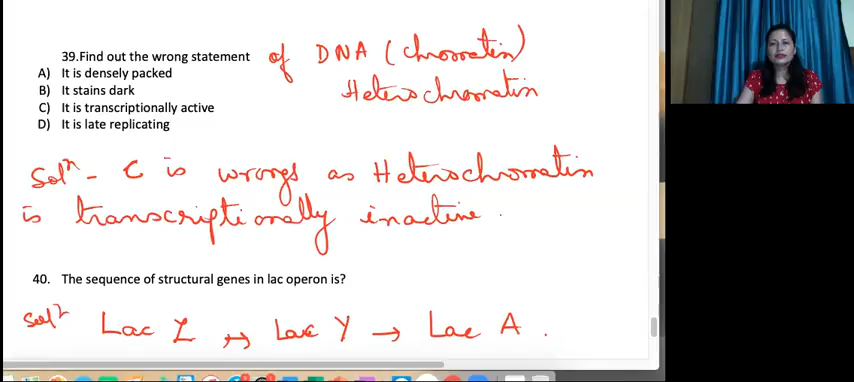 39.Find out the wrong statement of DNA (chromatin)
Heterochromatin
A) It is densely packed
B) It stains dark
C) It is transcriptionally active
D) It is late replicating
Solⁿ - C is wrong as Heterochromatin
is transcriptionally inactive.
40. The sequence of structural genes in lac operon is?
Solⁿ Lac Z → Lac Y → Lac A.